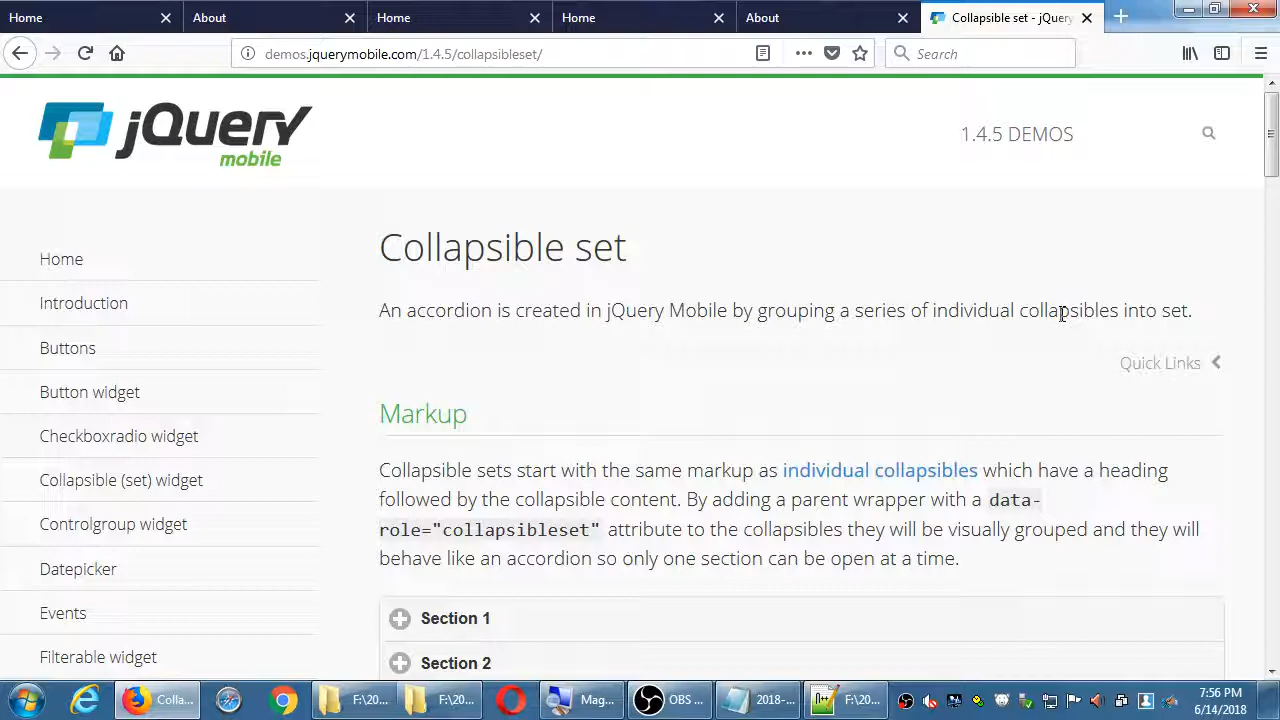 Home
About
Home
Home
About
Collapsible set - jQuery
demos.jquerymobile.com/1.4.5/collapsibleset/
Search
jQuery
mobile
1.4.5 DEMOS
Home
Introduction
Buttons
Button widget
Checkboxradio widget
Collapsible (set) widget
Controlgroup widget
Datepicker
Events
Filterable widget
Collapsible set
An accordion is created in jQuery Mobile by grouping a series of individual collapsibles into set.
Quick Links
Markup
Collapsible sets start with the same markup as individual collapsibles which have a heading
followed by the collapsible content. By adding a parent wrapper with a data-
role="collapsibleset" attribute to the collapsibles they will be visually grouped and they will
behave like an accordion so only one section can be open at a time.
Section 1
Section 2
Colla...
F:\20...
F:\20...
Mag...
OBS ...
2018-...
F:\20...
7:56 PM
6/14/2018